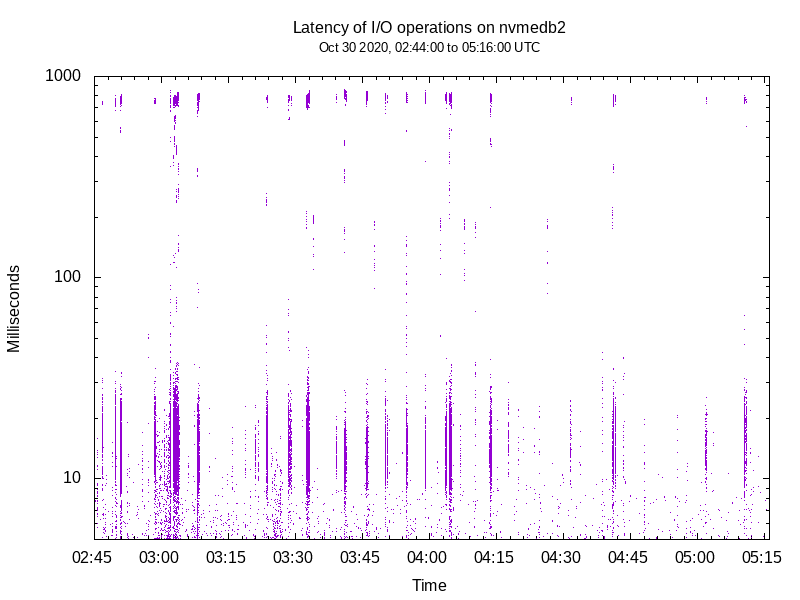 Latency of I/O operations on nvmedb2
Oct 30 2020, 02:44:00 to 05:16:00 UTC
1000
100
10
Milliseconds
02:45 03:00 03:15 03:30 03:45 04:00 04:15 04:30 04:45 05:00 05:15
Time